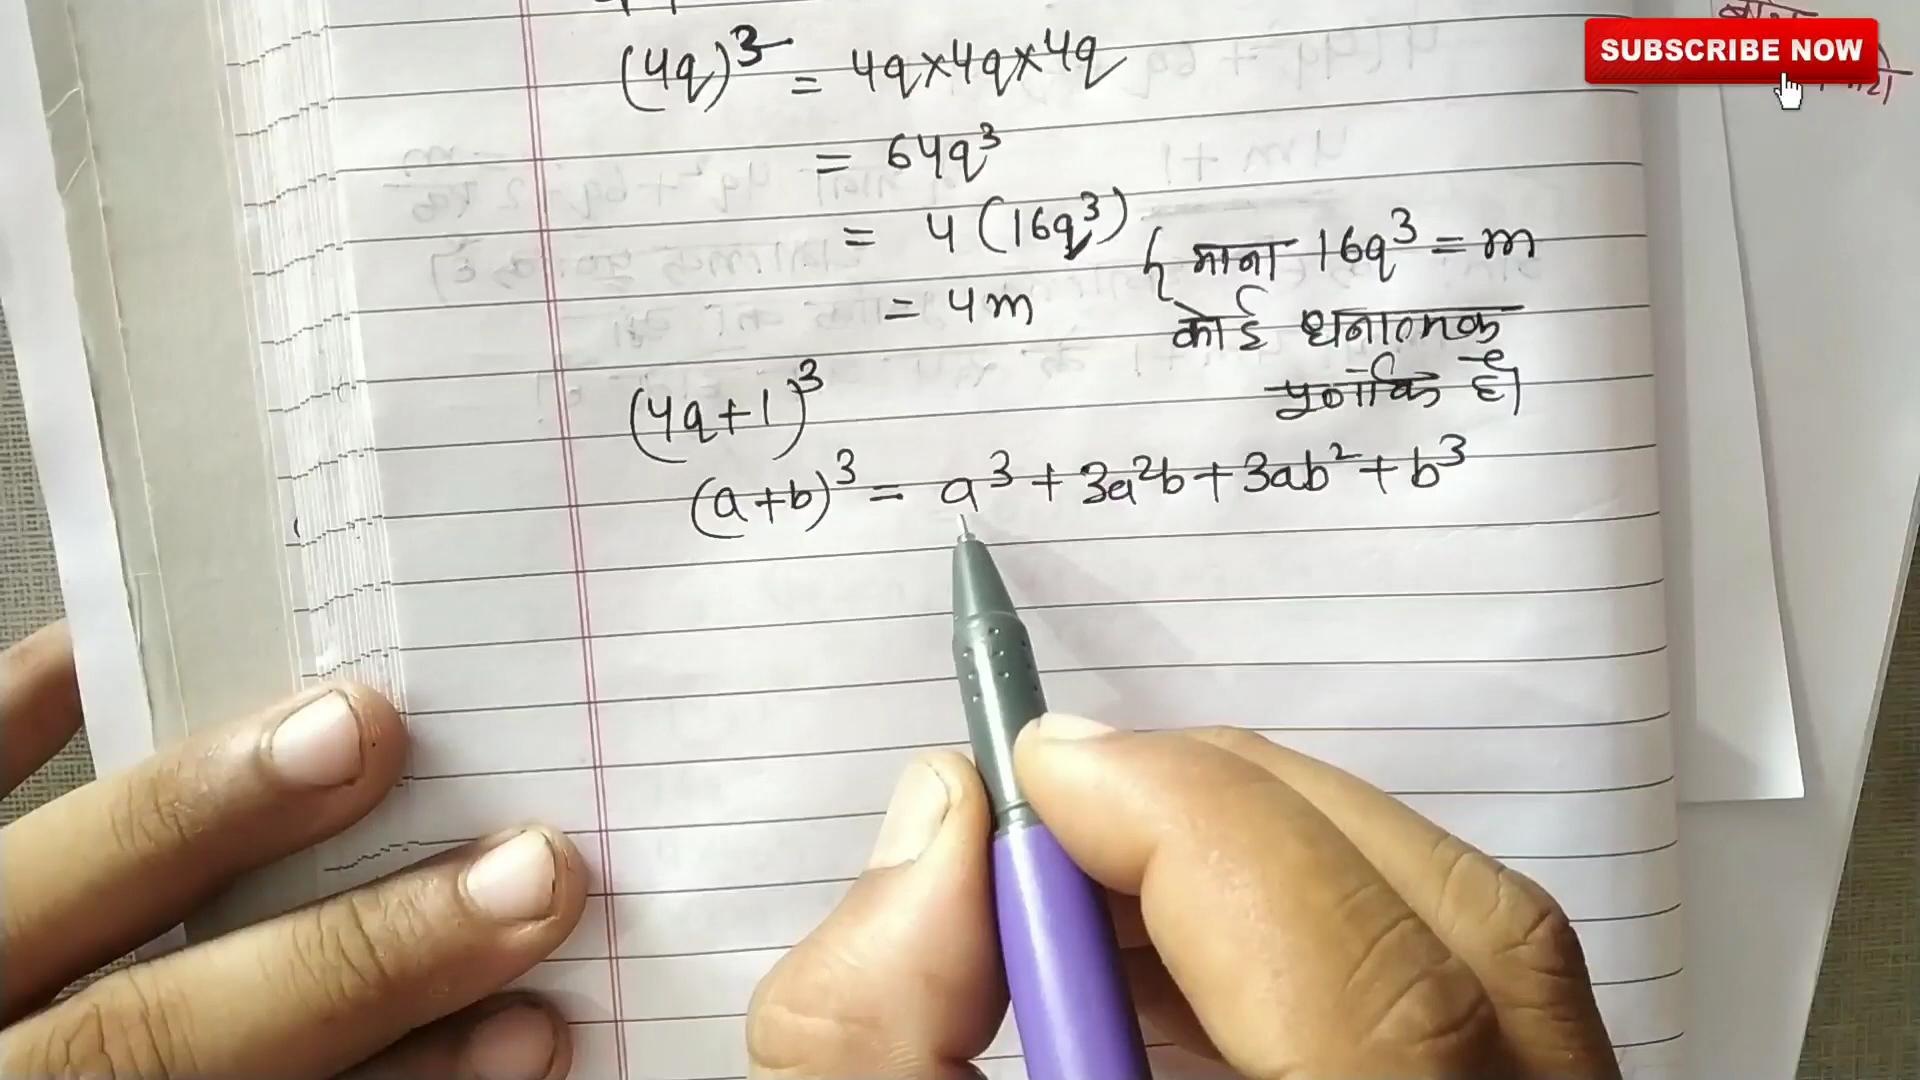 SUBSCRIBE NOW
(4q)³ = 4q×4q×4q
= 64q³
= 4(16q³) { माना 16q³ = m
= 4m कोई धनात्मक
पुर्णांक है।
(4q+1)³
(a+b)³ = a³ + 3a²b + 3ab² + b³